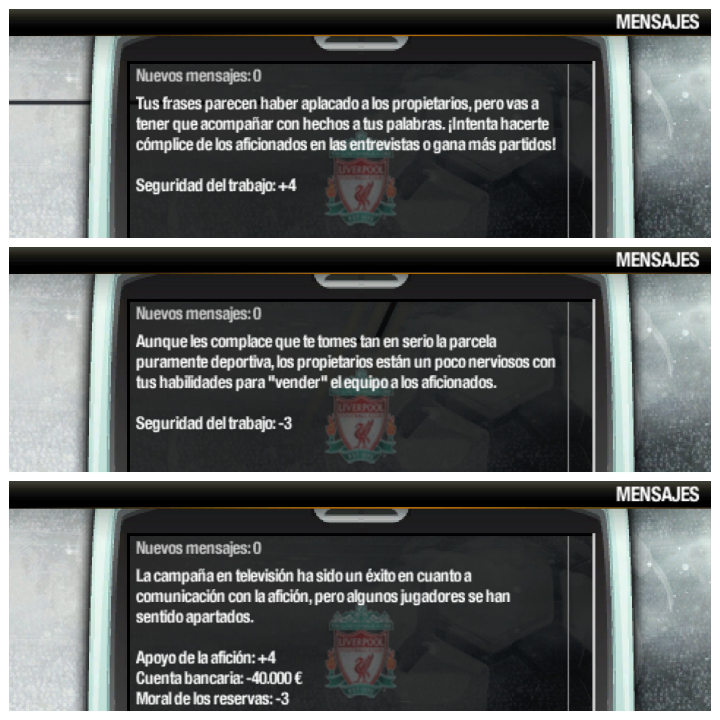 MENSAJES
Nuevos mensajes: 0
Tus frases parecen haber aplacado a los propietarios, pero vas a
tener que acompañar con hechos a tus palabras. ¡Intenta hacerte
cómplice de los aficionados en las entrevistas o gana más partidos!
LIVERPOOL
Seguridad del trabajo: +4
MENSAJES
Nuevos mensajes: 0
Aunque les complace que te tomes tan en serio la parcela
puramente deportiva, los propietarios están un poco nerviosos con
tus habilidades para "vender" el equipo a los aficionados.
LIVERPOOL
Seguridad del trabajo: -3
MENSAJES
Nuevos mensajes: 0
La campaña en televisión ha sido un éxito en cuanto a
comunicación con la afición, pero algunos jugadores se han
sentido apartados.
LIVERPOOL
Apoyo de la afición: +4
Cuenta bancaria: -40.000 €
Moral de los reservas: -3